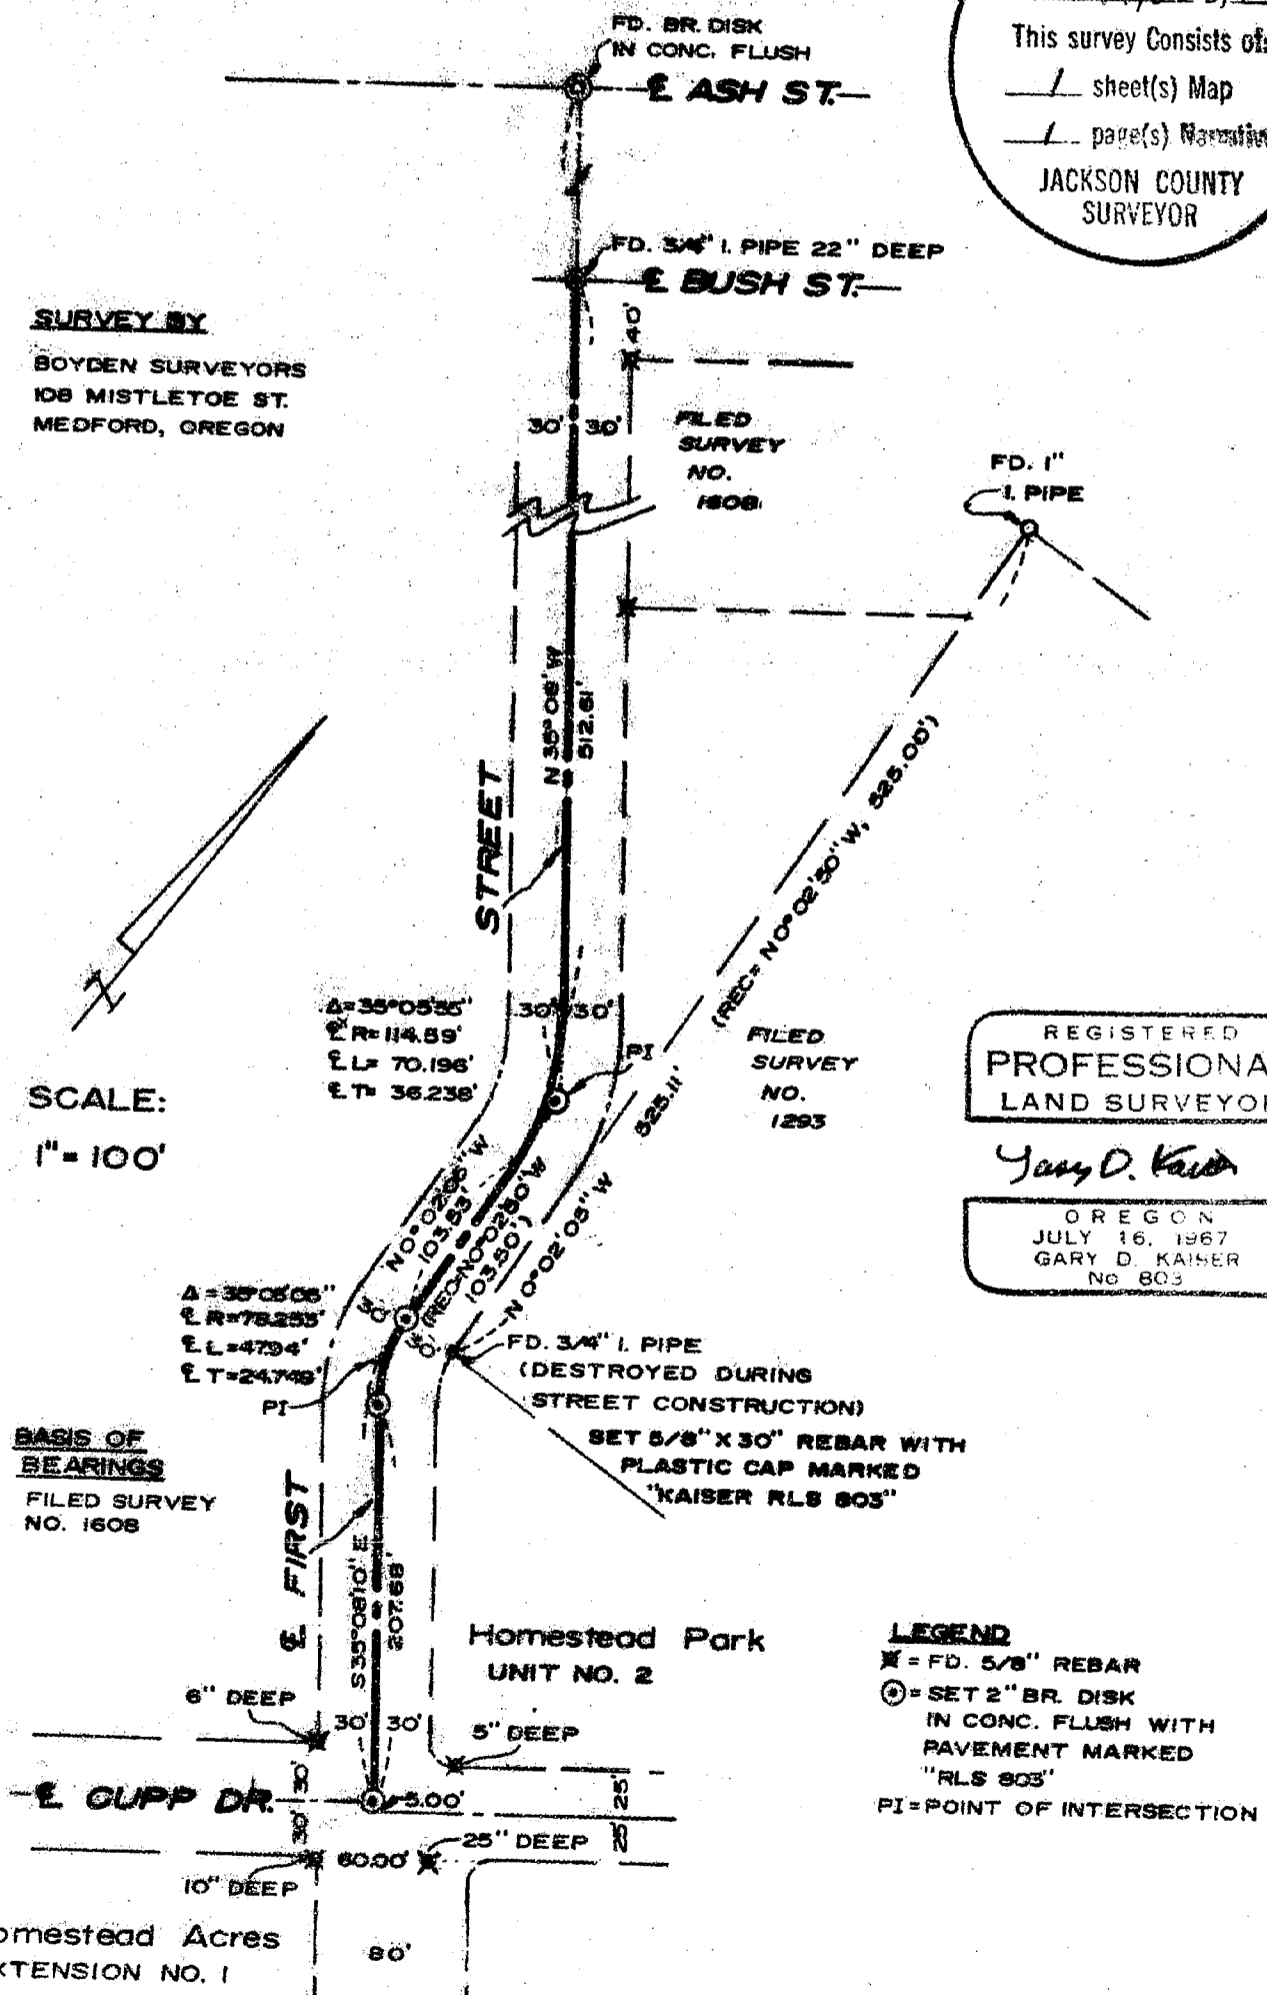 FD. BR. DISK
IN CONC. FLUSH
℄ ASH ST.
This survey Consists of:
1 sheet(s) Map
1 page(s) Narrative
JACKSON COUNTY
SURVEYOR
FD. 3/4" I. PIPE 22" DEEP
℄ BUSH ST.
SURVEY BY
BOYDEN SURVEYORS
108 MISTLETOE ST.
MEDFORD, OREGON
40'
30' 30'
FILED
SURVEY
NO.
1608
FD. 1"
I. PIPE
N 35° 08' W
512.61'
STREET
(REC= N0°02'50" W, 525.00')
525.11'
N 0°02'05" W
Δ=35°05'55"
℄ R=114.59'
℄ L= 70.196'
℄ T= 36.238'
30' 30'
PI
FILED
SURVEY
NO.
1293
SCALE:
1"= 100'
REGISTERED
PROFESSIONA
LAND SURVEYO
Gary D. Kaiser
OREGON
JULY 16, 1967
GARY D. KAISER
No 803
N0°02'05" W
103.53'
(REC=N0°02'50" W
103.50')
Δ=35°05'05"
℄ R=78.255'
℄ L=47.94'
℄ T=24.749'
30'
30'
PI
FD. 3/4" I. PIPE
(DESTROYED DURING
STREET CONSTRUCTION)
SET 5/8" X 30" REBAR WITH
PLASTIC CAP MARKED
"KAISER RLS 803"
BASIS OF
BEARINGS
FILED SURVEY
NO. 1608
℄ FIRST
S35°08'10" E
207.68'
Homestead Park
UNIT NO. 2
LEGEND
= FD. 5/8" REBAR
= SET 2" BR. DISK
IN CONC. FLUSH WITH
PAVEMENT MARKED
"RLS 803"
PI=POINT OF INTERSECTION
6" DEEP
30' 30'
5" DEEP
℄ CUPP DR.
30'
30'
5.00'
25'
25'
60.00'
25" DEEP
10" DEEP
omestead Acres
XTENSION NO. 1
80'